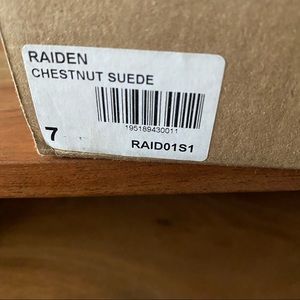 RAIDEN
CHESTNUT SUEDE
195189430011
7
RAID01S1